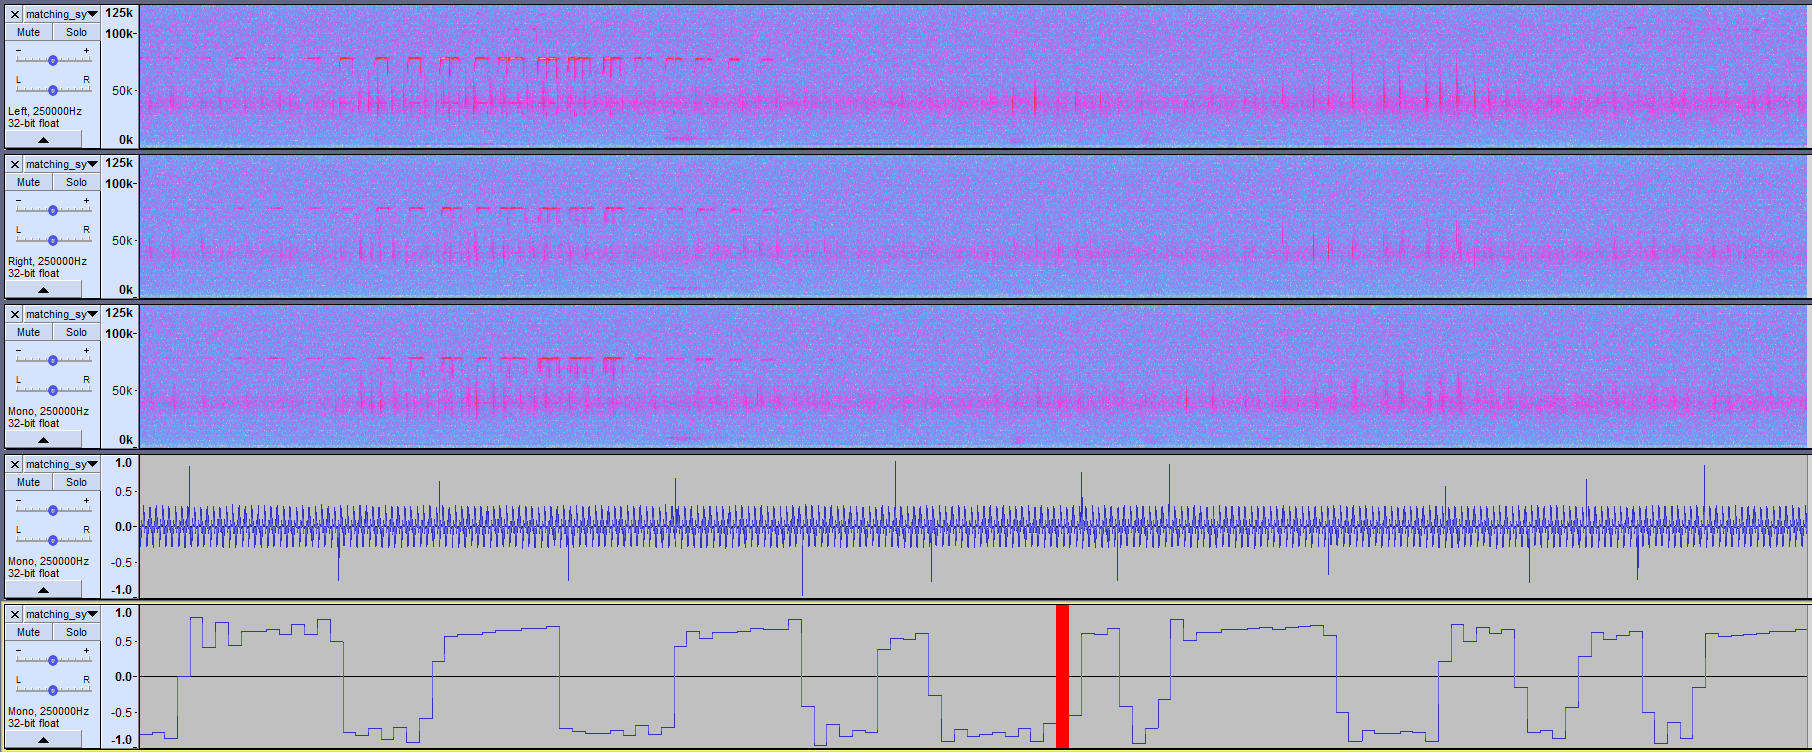 × matching_sy▼ 125k
Mute Solo 100k-
- +
L R 50k-
Left, 250000Hz
32-bit float
0k
× matching_sy▼ 125k
Mute Solo 100k-
- +
L R 50k-
Right, 250000Hz
32-bit float
0k
× matching_sy▼ 125k
Mute Solo 100k-
- +
L R 50k-
Mono, 250000Hz
32-bit float
0k
× matching_sy▼ 1.0
Mute Solo 0.5-
- + 0.0-
L R
Mono, 250000Hz -0.5-
32-bit float
-1.0
× matching_sy▼ 1.0
Mute Solo 0.5-
- + 0.0-
L R
Mono, 250000Hz -0.5-
32-bit float
-1.0